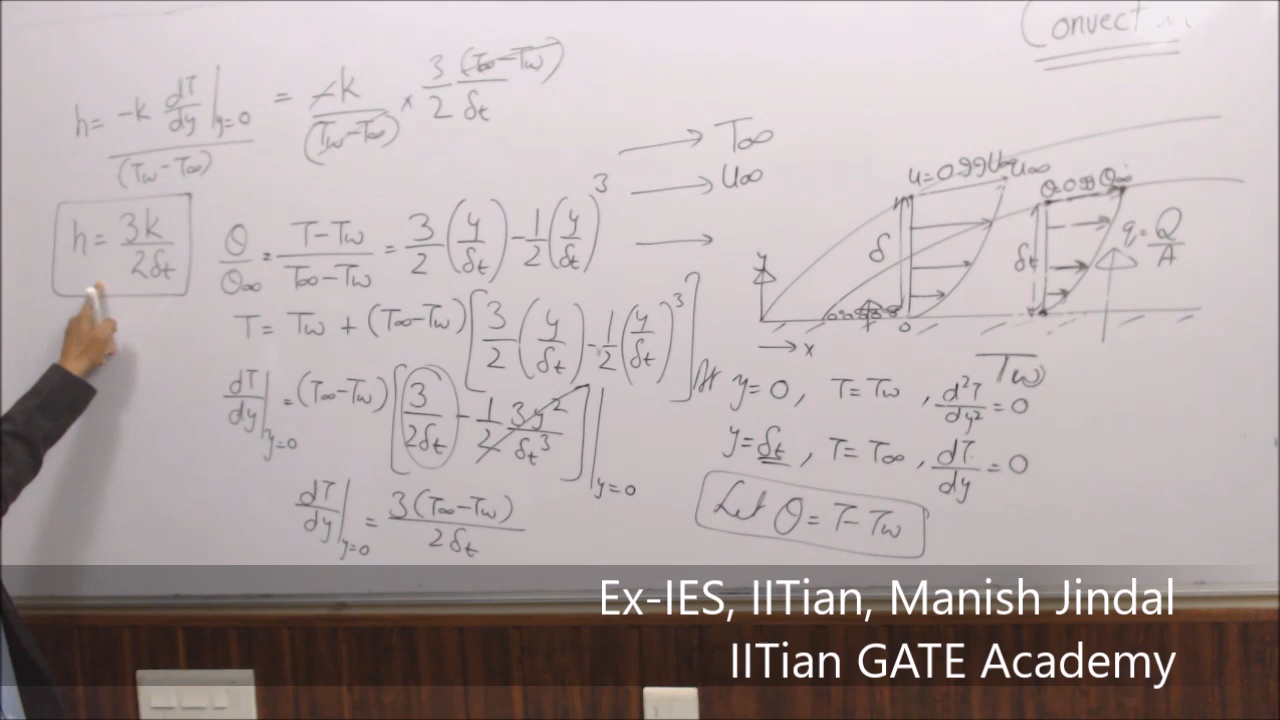 Convect
h = -k dT/dy|y=0 / (Tw-T∞) = -k/(Tw-T∞) × 3/2 (T∞-Tw)/δt
h = 3k/2δt
θ/θ∞ = T-Tw/T∞-Tw = 3/2 (y/δt) - 1/2 (y/δt)³
T = Tw + (T∞-Tw) [3/2 (y/δt) - 1/2 (y/δt)³]
dT/dy|y=0 = (T∞-Tw) [3/2δt - 1/2 3y²/δt³]|y=0
dT/dy|y=0 = 3(T∞-Tw)/2δt
T∞
U∞
u=0.99U∞ U∞
θ=0.99 θ∞
δ
δt
q = Q/A
y
x
0
Tw
At y=0, T=Tw, d²T/dy²=0
y=δt, T=T∞, dT/dy=0
Let θ = T-Tw
Ex-IES, IITian, Manish Jindal
IITian GATE Academy